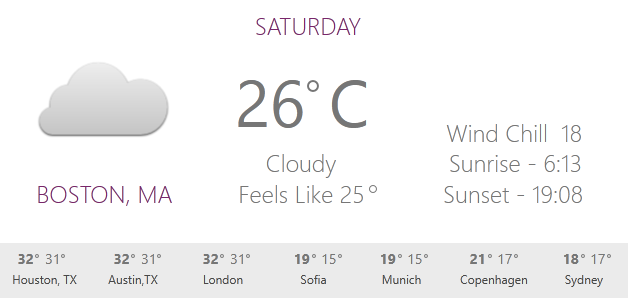 SATURDAY
26° C
Cloudy
Feels Like 25°
BOSTON, MA
Wind Chill  18
Sunrise - 6:13
Sunset - 19:08
32° 31°
Houston, TX
32° 31°
Austin,TX
32° 31°
London
19° 15°
Sofia
19° 15°
Munich
21° 17°
Copenhagen
18° 17°
Sydney